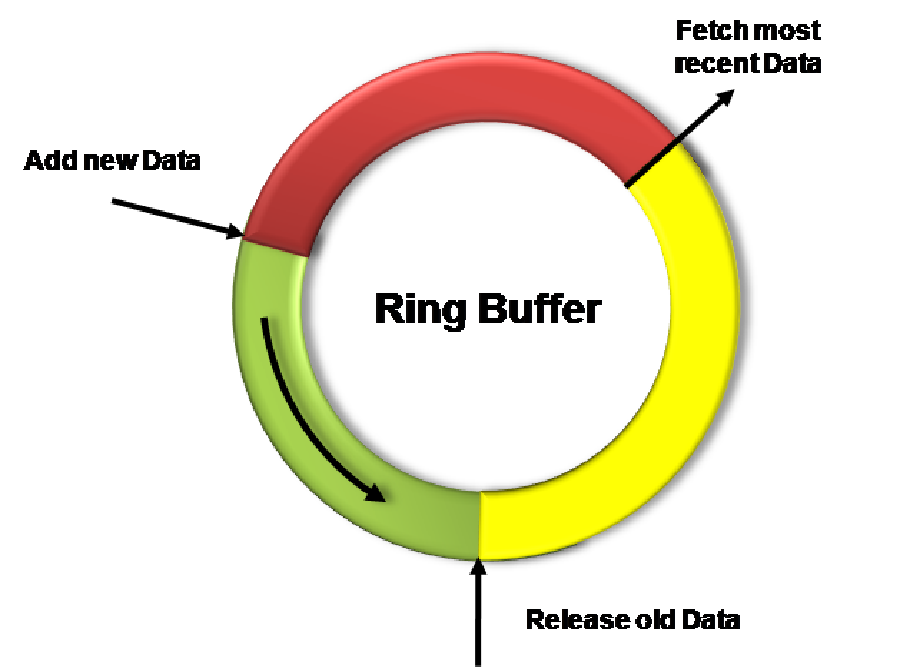 Fetch most
recent Data
Add new Data
Ring Buffer
Release old Data